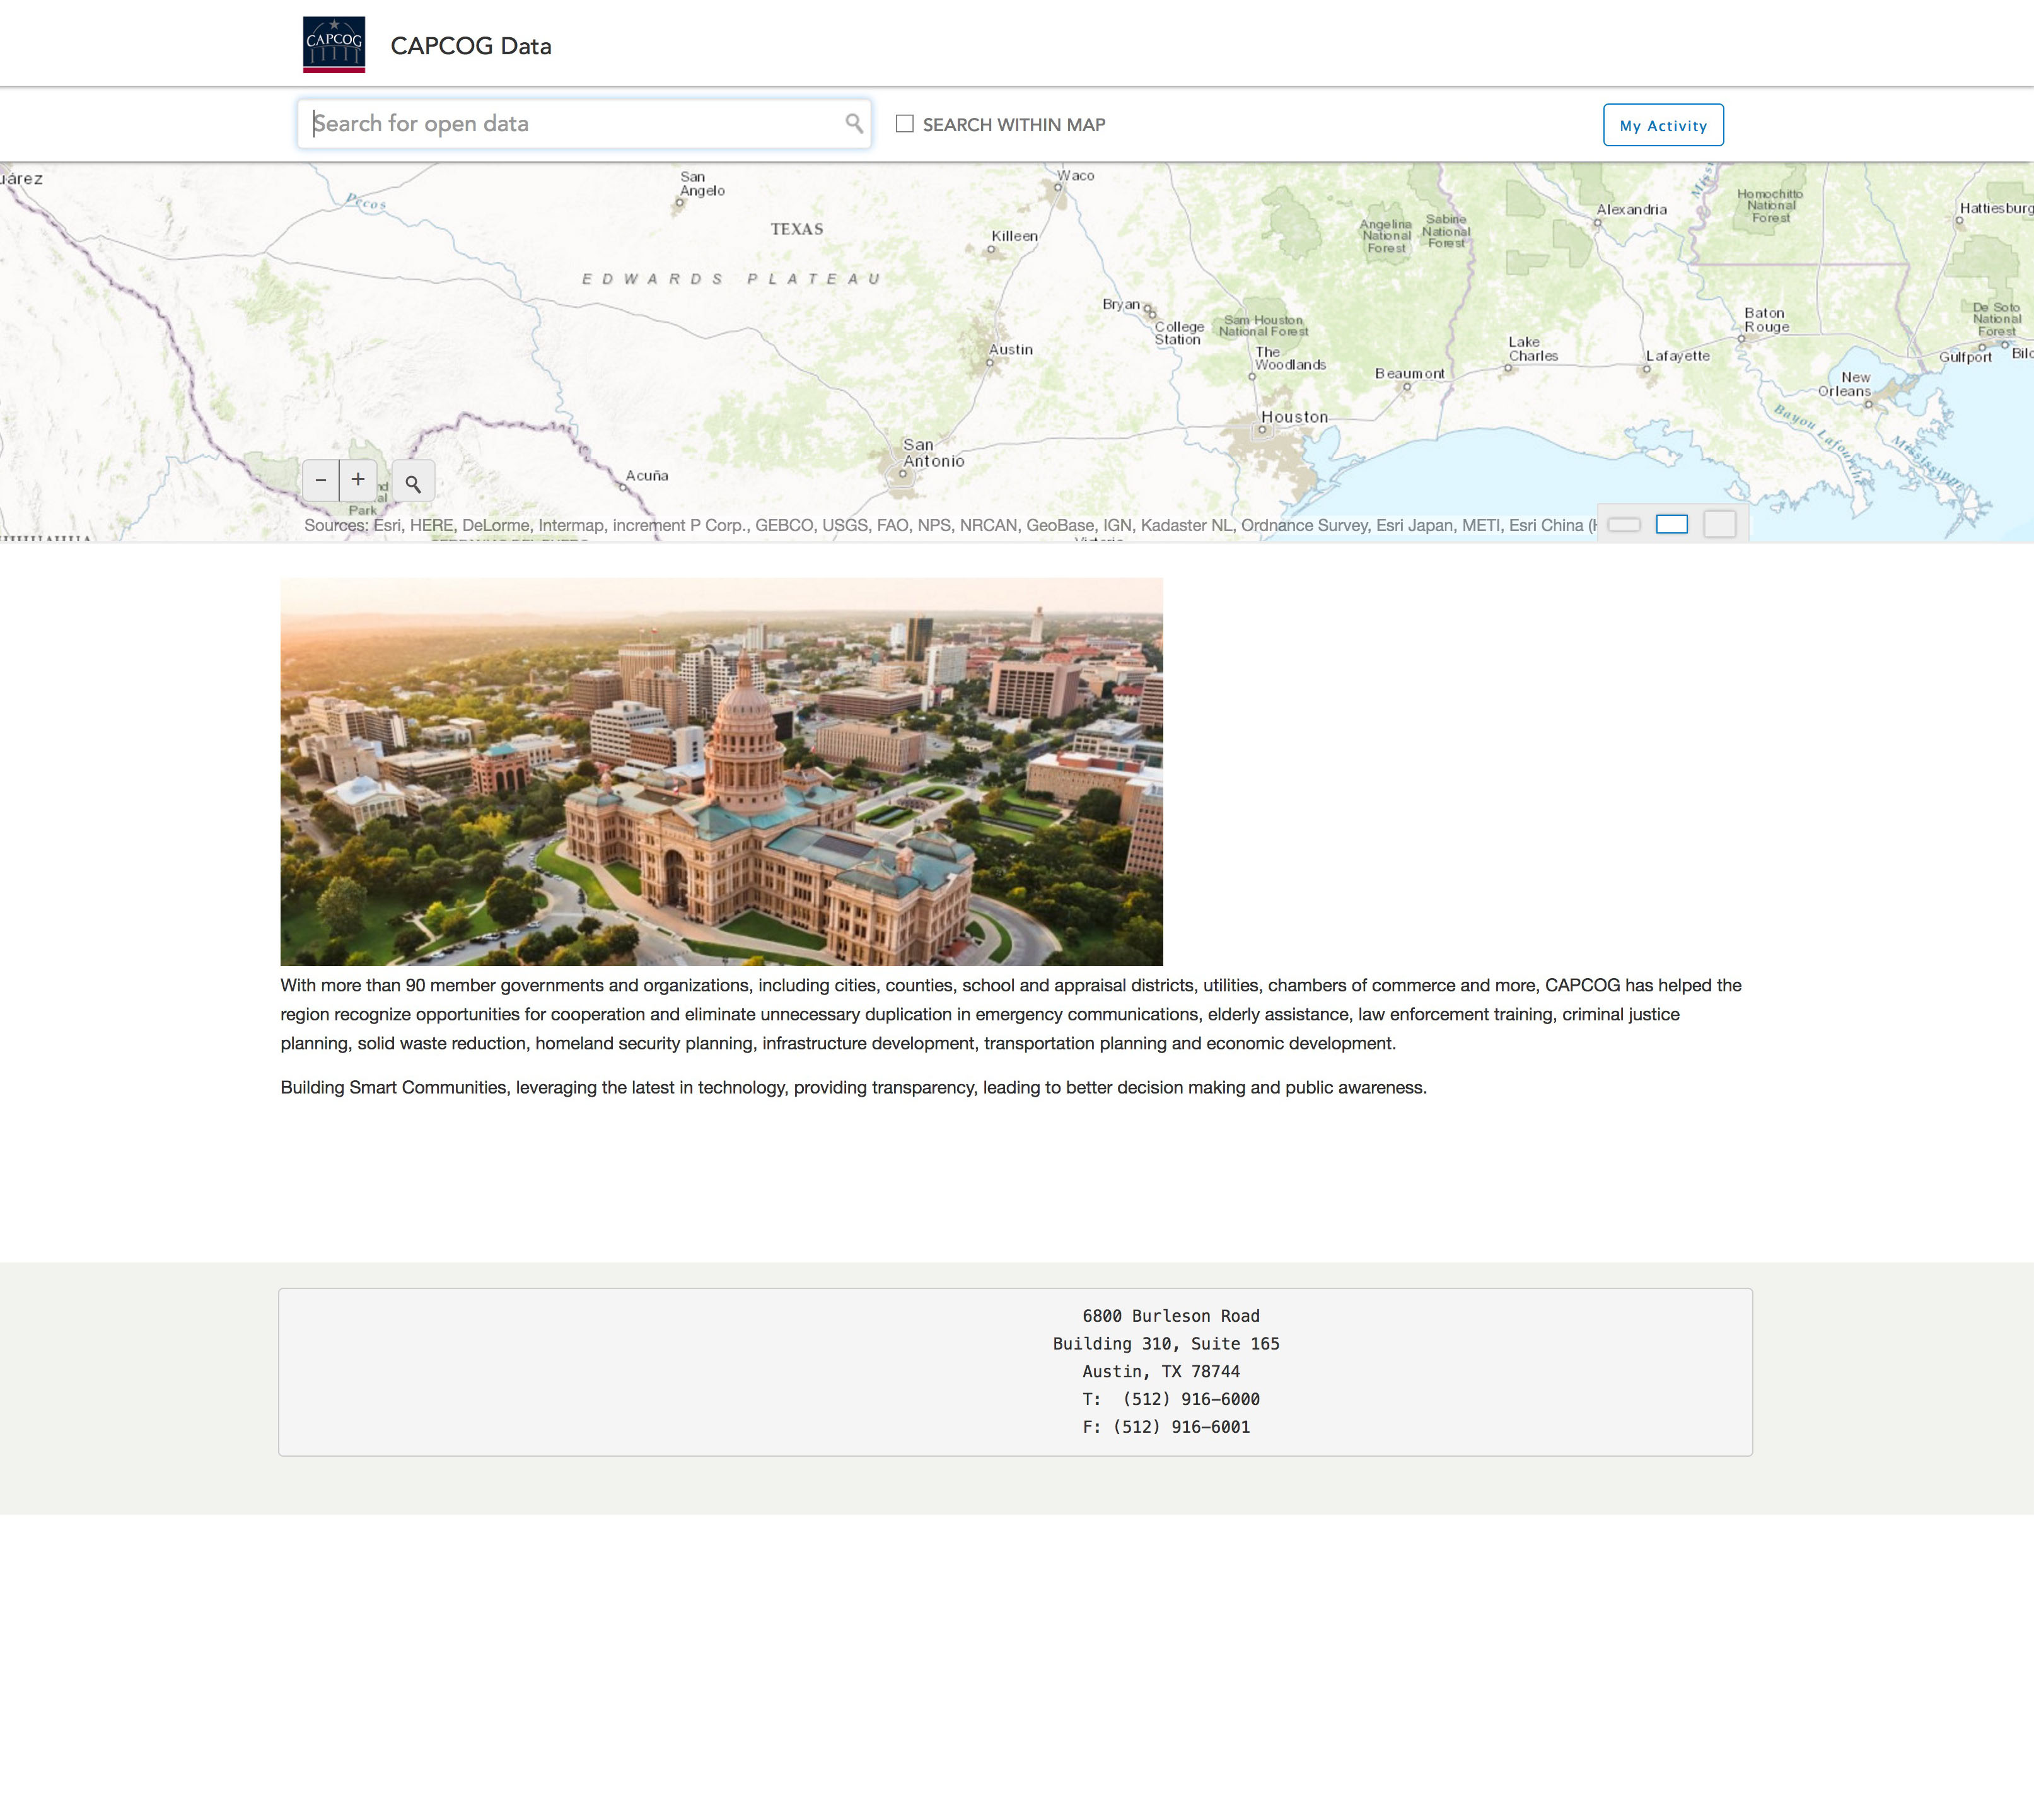 CAPCOG
CAPCOG Data
Search for open data
SEARCH WITHIN MAP
My Activity
uárez
Pecos
San
Angelo
TEXAS
Waco
Killeen
EDWARDS PLATEAU
Angelina
National
Forest
Sabine
National
Forest
Alexandria
Homochitto
National
Forest
Hattiesburg
Bryan
College
Station
Sam Houston
National Forest
The
Woodlands
Austin
Beaumont
Lake
Charles
Lafayette
Baton
Rouge
De Soto
National
Forest
Gulfport
New
Orleans
Houston
San
Antonio
Bayou Lafourche
Mississippi
Acuña
− +
Park
Sources: Esri, HERE, DeLorme, Intermap, increment P Corp., GEBCO, USGS, FAO, NPS, NRCAN, GeoBase, IGN, Kadaster NL, Ordnance Survey, Esri Japan, METI, Esri China (
With more than 90 member governments and organizations, including cities, counties, school and appraisal districts, utilities, chambers of commerce and more, CAPCOG has helped the
region recognize opportunities for cooperation and eliminate unnecessary duplication in emergency communications, elderly assistance, law enforcement training, criminal justice
planning, solid waste reduction, homeland security planning, infrastructure development, transportation planning and economic development.
Building Smart Communities, leveraging the latest in technology, providing transparency, leading to better decision making and public awareness.
6800 Burleson Road
Building 310, Suite 165
Austin, TX 78744
T:  (512) 916–6000
F: (512) 916–6001